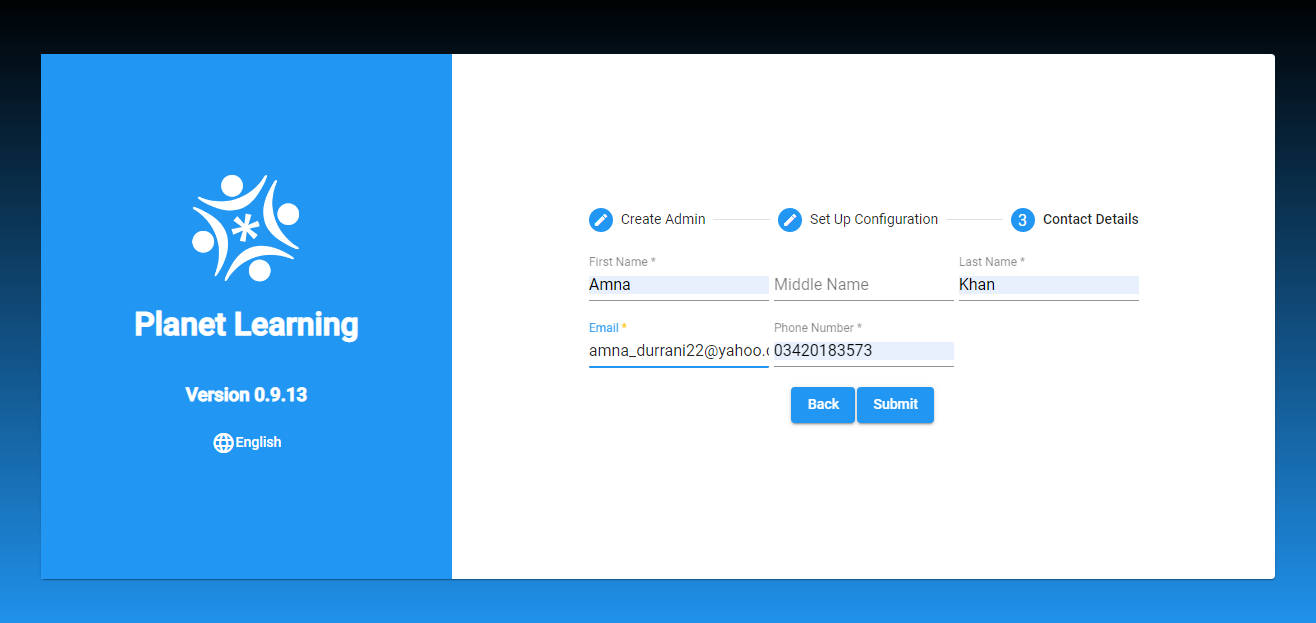 Planet Learning
Version 0.9.13
English
Create Admin
Set Up Configuration
3 Contact Details
First Name *
Amna
Middle Name
Last Name *
Khan
Email *
amna_durrani22@yahoo.c
Phone Number *
03420183573
Back
Submit